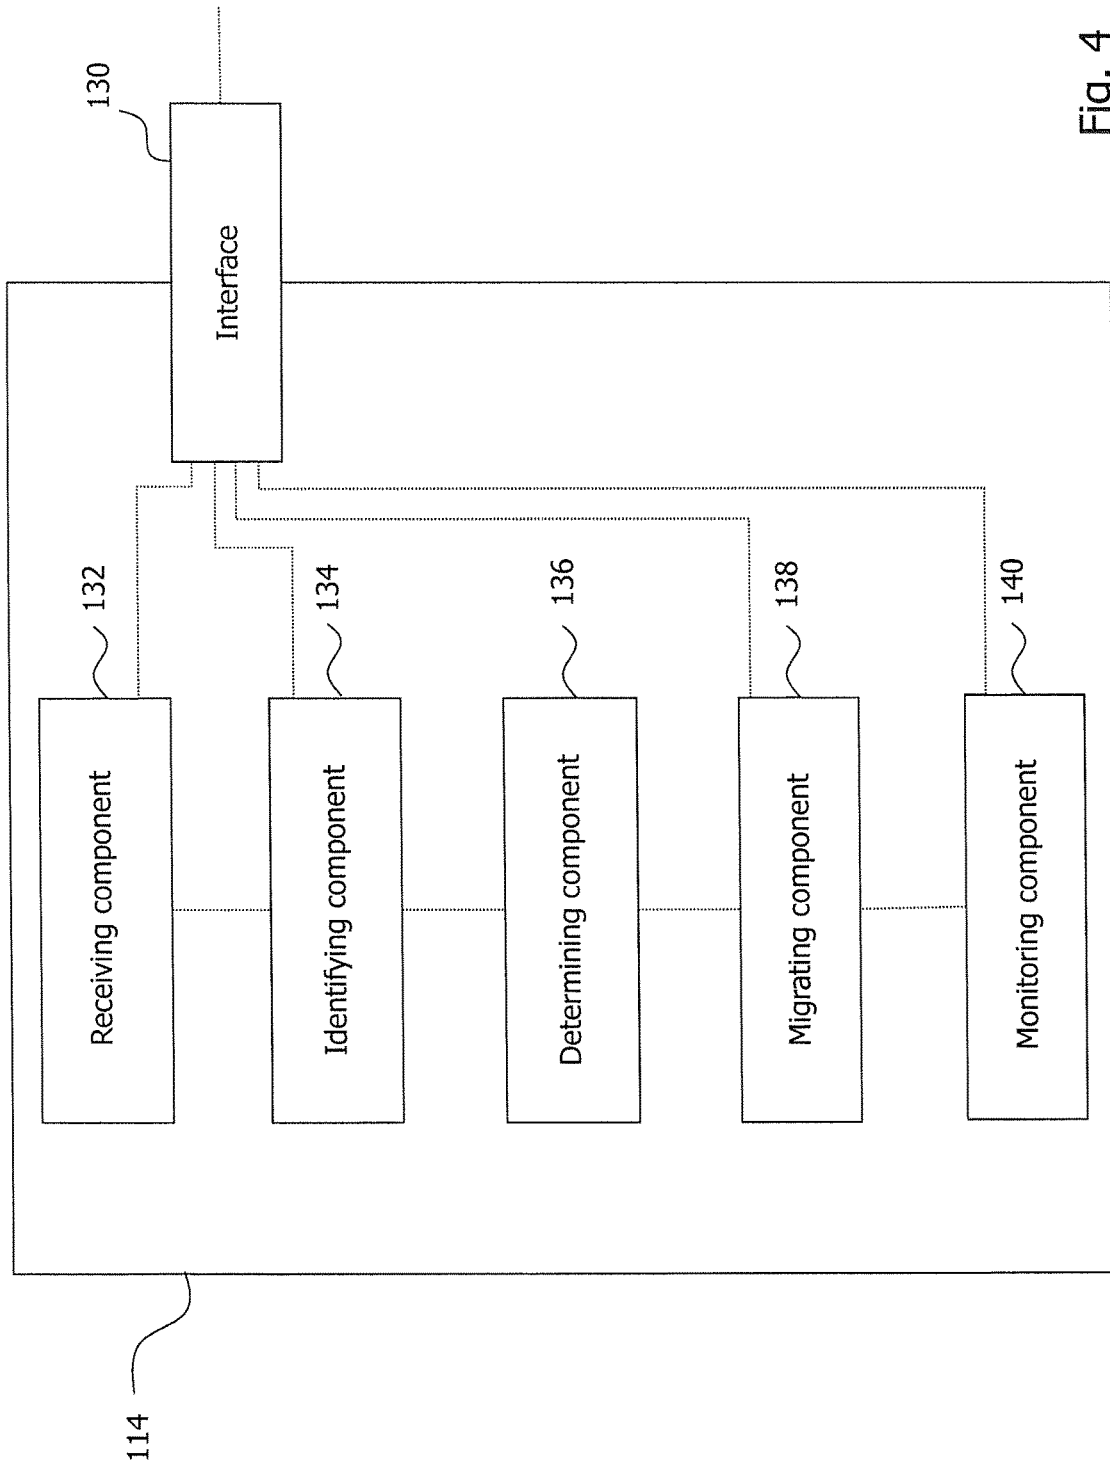 130
Interface
132
Receiving component
134
Identifying component
136
Determining component
138
Migrating component
140
Monitoring component
114
Fig. 4